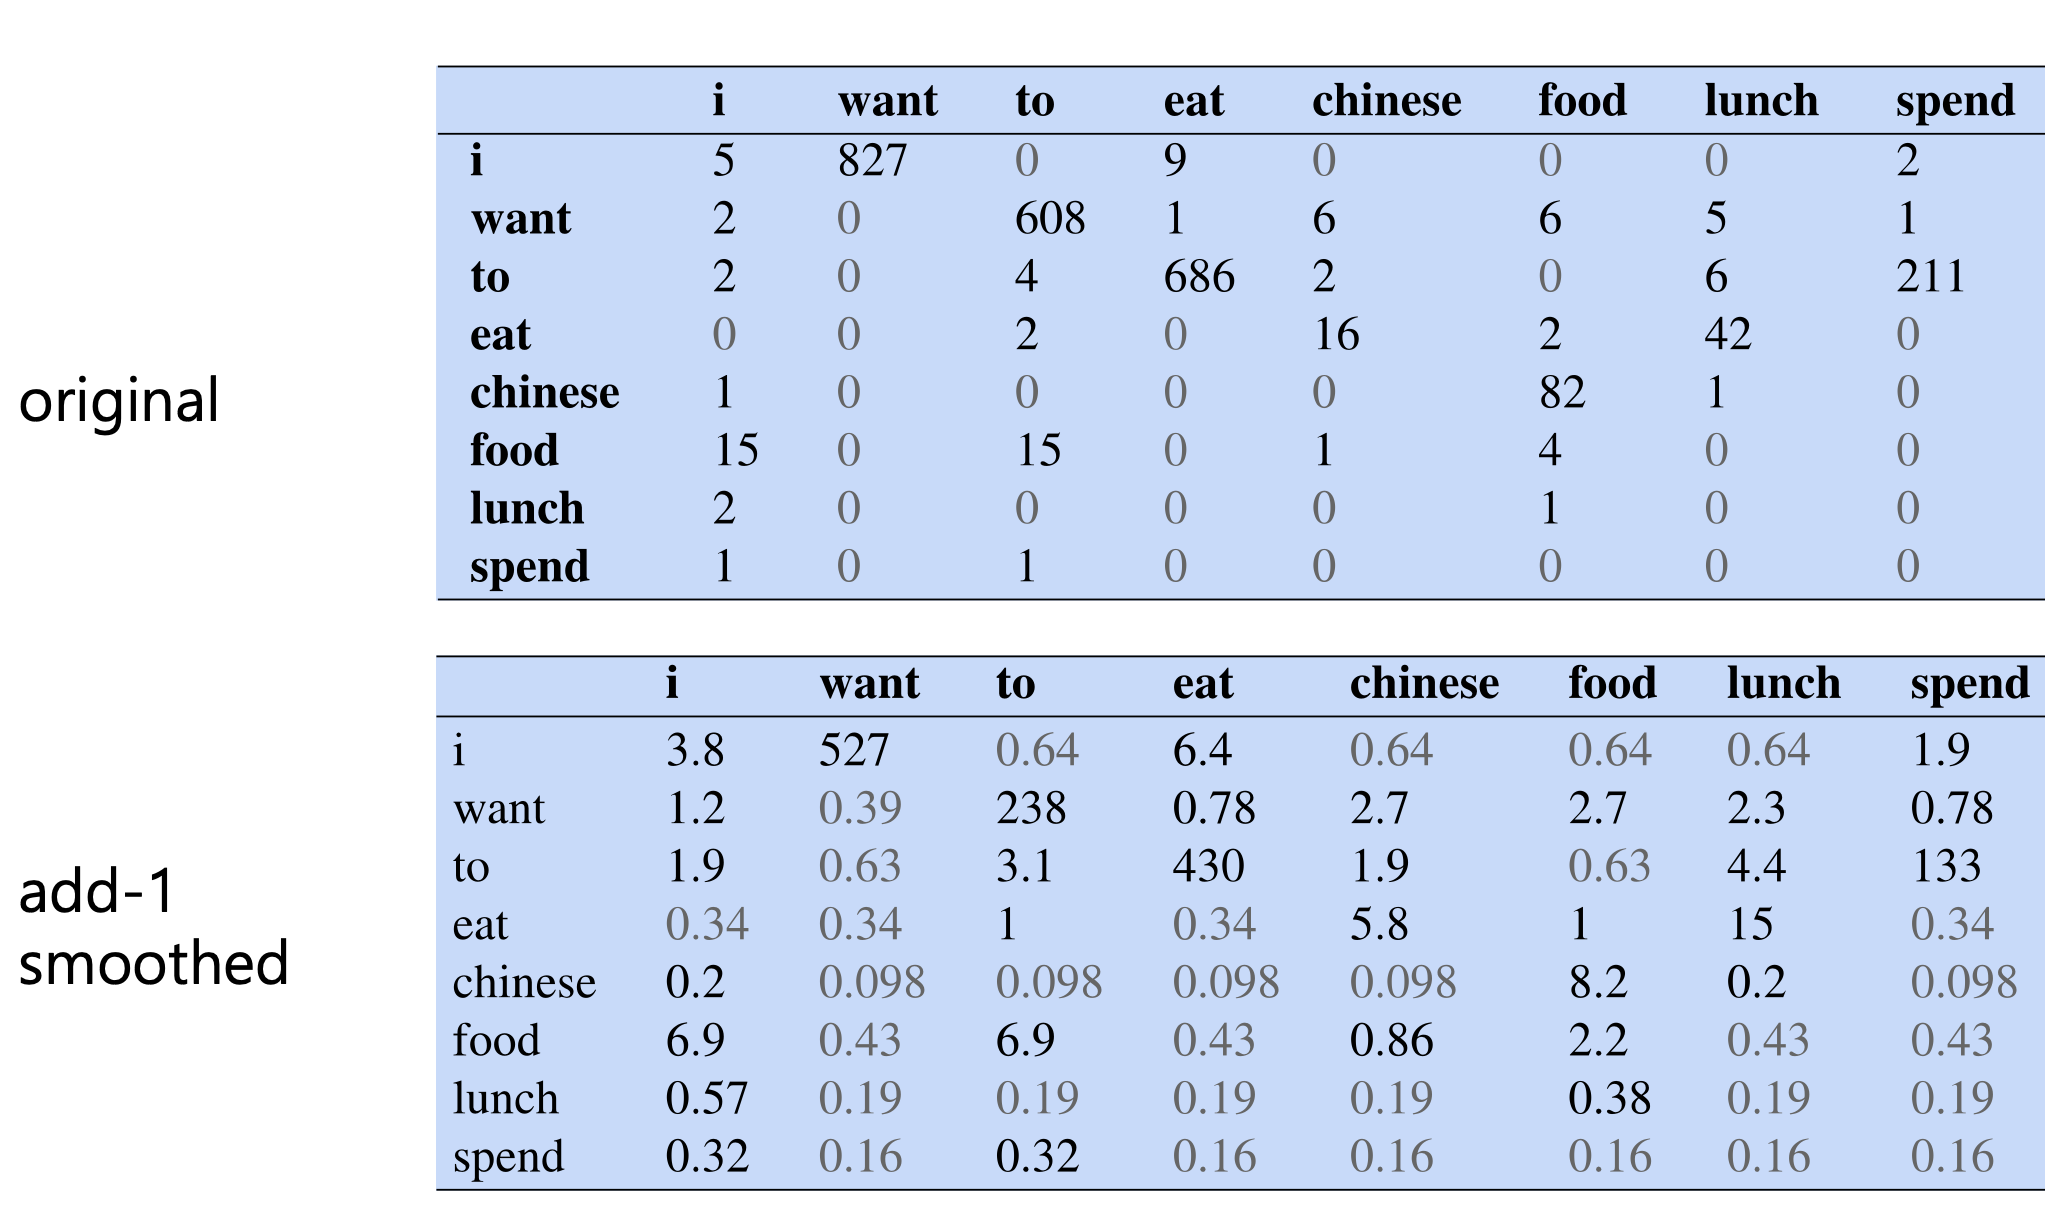 i want to eat chinese food lunch spend
i 5 827 0 9 0 0 0 2
want 2 0 608 1 6 6 5 1
to 2 0 4 686 2 0 6 211
eat 0 0 2 0 16 2 42 0
original
chinese 1 0 0 0 0 82 1 0
food 15 0 15 0 1 4 0 0
lunch 2 0 0 0 0 1 0 0
spend 1 0 1 0 0 0 0 0
i want to eat chinese food lunch spend
i 3.8 527 0.64 6.4 0.64 0.64 0.64 1.9
want 1.2 0.39 238 0.78 2.7 2.7 2.3 0.78
to 1.9 0.63 3.1 430 1.9 0.63 4.4 133
add-1
eat 0.34 0.34 1 0.34 5.8 1 15 0.34
smoothed
chinese 0.2 0.098 0.098 0.098 0.098 8.2 0.2 0.098
food 6.9 0.43 6.9 0.43 0.86 2.2 0.43 0.43
lunch 0.57 0.19 0.19 0.19 0.19 0.38 0.19 0.19
spend 0.32 0.16 0.32 0.16 0.16 0.16 0.16 0.16